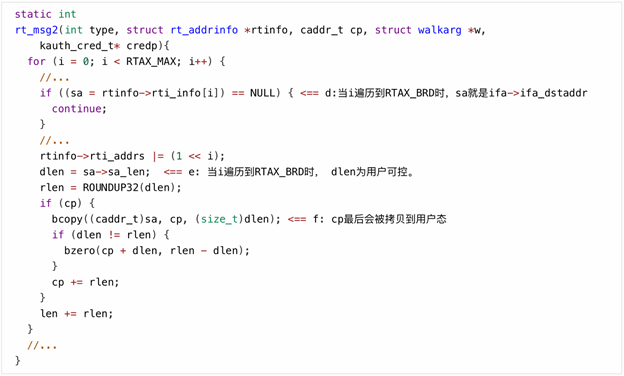 static int
rt_msg2(int type, struct rt_addrinfo *rtinfo, caddr_t cp, struct walkarg *w,
kauth_cred_t* credp){
for (i = 0; i < RTAX_MAX; i++) {
//...
if ((sa = rtinfo->rti_info[i]) == NULL) { <== d:当i遍历到RTAX_BRD时，sa就是ifa->ifa_dstaddr
continue;
}
//...
rtinfo->rti_addrs |= (1 << i);
dlen = sa->sa_len; <== e: 当i遍历到RTAX_BRD时， dlen为用户可控。
rlen = ROUNDUP32(dlen);
if (cp) {
bcopy((caddr_t)sa, cp, (size_t)dlen); <== f: cp最后会被拷贝到用户态
if (dlen != rlen) {
bzero(cp + dlen, rlen - dlen);
}
cp += rlen;
}
len += rlen;
}
//...
}